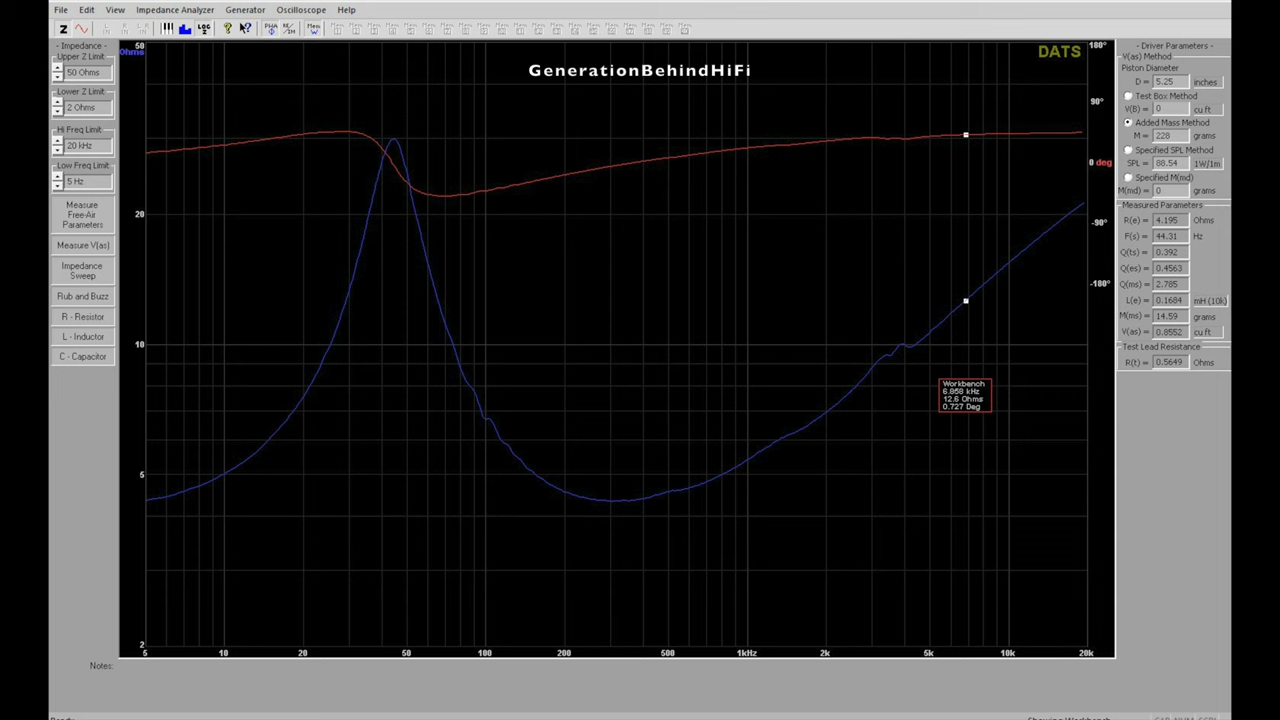 File Edit View Impedance Analyzer Generator Oscilloscope Help
Z LOG Z ? ? Mem W
- Impedance -
Upper Z Limit
50 Ohms
Lower Z Limit
2 Ohms
Hi Freq Limit
20 kHz
Low Freq Limit
5 Hz
Measure
Free-Air
Parameters
Measure V(as)
Impedance
Sweep
Rub and Buzz
R - Resistor
L - Inductor
C - Capacitor
50
Ohms
20
10
5
2
GenerationBehindHiFi
DATS
180°
90°
0 deg
-90°
-180°
Workbench
6.858 kHz
12.6 Ohms
0.727 Deg
5 10 20 50 100 200 500 1kHz 2k 5k 10k 20k
- Driver Parameters -
V(as) Method
Piston Diameter
D = 5.25 inches
Test Box Method
V(B) = 0 cu ft
Added Mass Method
M = 228 grams
Specified SPL Method
SPL = 88.54 1W/1m
Specified M(md)
M(md) = 0 grams
Measured Parameters
R(e) = 4.195 Ohms
F(s) = 44.31 Hz
Q(ts) = 0.392
Q(es) = 0.4563
Q(ms) = 2.785
L(e) = 0.1684 mH (10k)
M(ms) = 14.59 grams
V(as) = 0.8552 cu ft
Test Lead Resistance
R(t) = 0.5649 Ohms
Notes: